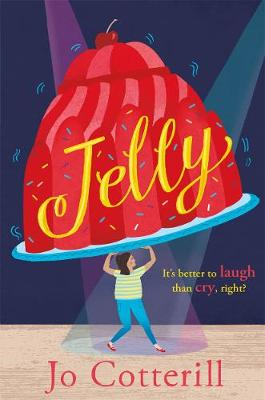 Jelly
It's better to laugh
than cry, right?
Jo Cotterill